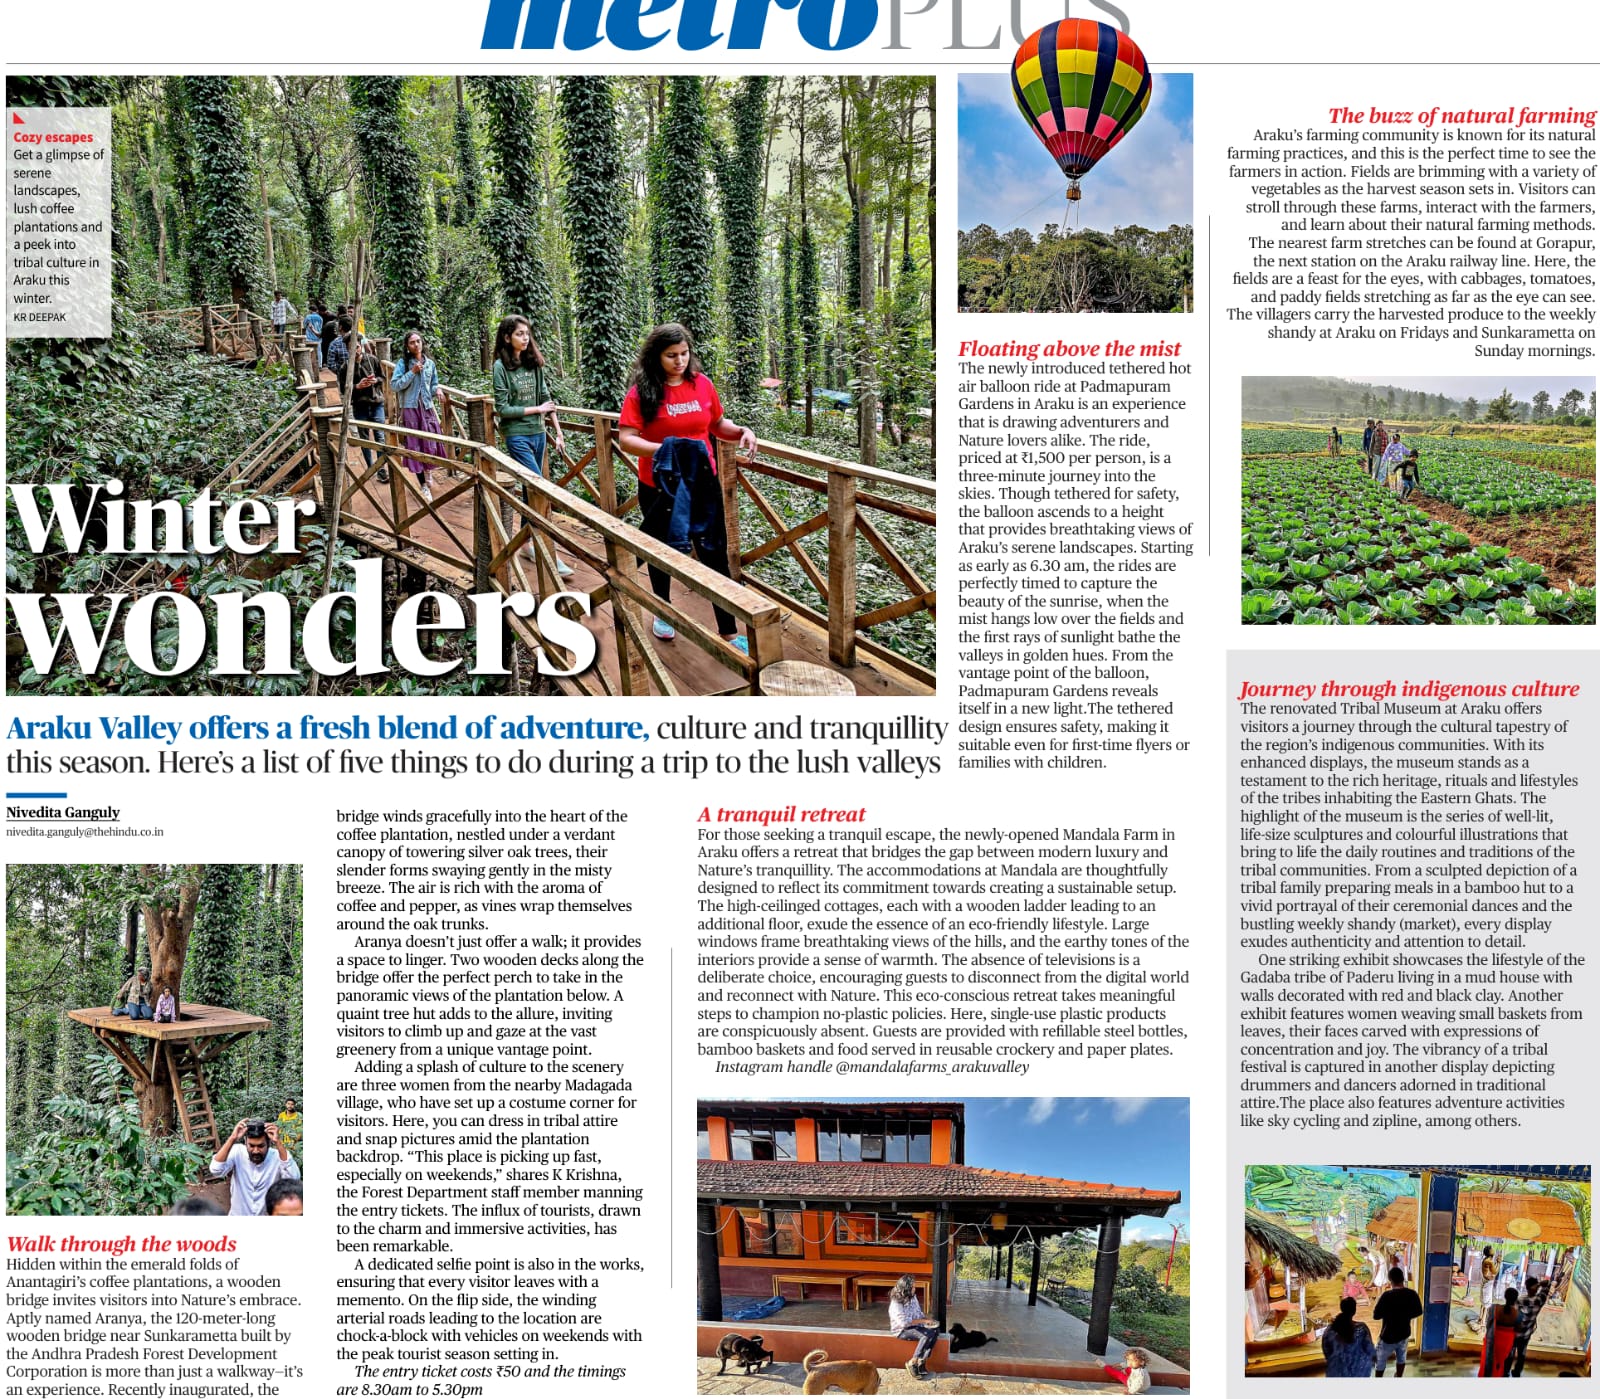 metroPLUS
Cozy escapes
Get a glimpse of
serene
landscapes,
lush coffee
plantations and
a peek into
tribal culture in
Araku this
winter.
KR DEEPAK
Winter
wonders
Araku Valley offers a fresh blend of adventure, culture and tranquillity
this season. Here's a list of five things to do during a trip to the lush valleys
Nivedita Ganguly
nivedita.ganguly@thehindu.co.in
Walk through the woods
Hidden within the emerald folds of
Anantagiri's coffee plantations, a wooden
bridge invites visitors into Nature's embrace.
Aptly named Aranya, the 120-meter-long
wooden bridge near Sunkarametta built by
the Andhra Pradesh Forest Development
Corporation is more than just a walkway—it's
an experience. Recently inaugurated, the
bridge winds gracefully into the heart of the
coffee plantation, nestled under a verdant
canopy of towering silver oak trees, their
slender forms swaying gently in the misty
breeze. The air is rich with the aroma of
coffee and pepper, as vines wrap themselves
around the oak trunks.
Aranya doesn't just offer a walk; it provides
a space to linger. Two wooden decks along the
bridge offer the perfect perch to take in the
panoramic views of the plantation below. A
quaint tree hut adds to the allure, inviting
visitors to climb up and gaze at the vast
greenery from a unique vantage point.
Adding a splash of culture to the scenery
are three women from the nearby Madagada
village, who have set up a costume corner for
visitors. Here, you can dress in tribal attire
and snap pictures amid the plantation
backdrop. "This place is picking up fast,
especially on weekends," shares K Krishna,
the Forest Department staff member manning
the entry tickets. The influx of tourists, drawn
to the charm and immersive activities, has
been remarkable.
A dedicated selfie point is also in the works,
ensuring that every visitor leaves with a
memento. On the flip side, the winding
arterial roads leading to the location are
chock-a-block with vehicles on weekends with
the peak tourist season setting in.
The entry ticket costs ₹50 and the timings
are 8.30am to 5.30pm
A tranquil retreat
For those seeking a tranquil escape, the newly-opened Mandala Farm in
Araku offers a retreat that bridges the gap between modern luxury and
Nature's tranquillity. The accommodations at Mandala are thoughtfully
designed to reflect its commitment towards creating a sustainable setup.
The high-ceilinged cottages, each with a wooden ladder leading to an
additional floor, exude the essence of an eco-friendly lifestyle. Large
windows frame breathtaking views of the hills, and the earthy tones of the
interiors provide a sense of warmth. The absence of televisions is a
deliberate choice, encouraging guests to disconnect from the digital world
and reconnect with Nature. This eco-conscious retreat takes meaningful
steps to champion no-plastic policies. Here, single-use plastic products
are conspicuously absent. Guests are provided with refillable steel bottles,
bamboo baskets and food served in reusable crockery and paper plates.
Instagram handle @mandalafarms_arakuvalley
Floating above the mist
The newly introduced tethered hot
air balloon ride at Padmapuram
Gardens in Araku is an experience
that is drawing adventurers and
Nature lovers alike. The ride,
priced at ₹1,500 per person, is a
three-minute journey into the
skies. Though tethered for safety,
the balloon ascends to a height
that provides breathtaking views of
Araku's serene landscapes. Starting
as early as 6.30 am, the rides are
perfectly timed to capture the
beauty of the sunrise, when the
mist hangs low over the fields and
the first rays of sunlight bathe the
valleys in golden hues. From the
vantage point of the balloon,
Padmapuram Gardens reveals
itself in a new light.The tethered
design ensures safety, making it
suitable even for first-time flyers or
families with children.
The buzz of natural farming
Araku's farming community is known for its natural
farming practices, and this is the perfect time to see the
farmers in action. Fields are brimming with a variety of
vegetables as the harvest season sets in. Visitors can
stroll through these farms, interact with the farmers,
and learn about their natural farming methods.
The nearest farm stretches can be found at Gorapur,
the next station on the Araku railway line. Here, the
fields are a feast for the eyes, with cabbages, tomatoes,
and paddy fields stretching as far as the eye can see.
The villagers carry the harvested produce to the weekly
shandy at Araku on Fridays and Sunkarametta on
Sunday mornings.
Journey through indigenous culture
The renovated Tribal Museum at Araku offers
visitors a journey through the cultural tapestry of
the region's indigenous communities. With its
enhanced displays, the museum stands as a
testament to the rich heritage, rituals and lifestyles
of the tribes inhabiting the Eastern Ghats. The
highlight of the museum is the series of well-lit,
life-size sculptures and colourful illustrations that
bring to life the daily routines and traditions of the
tribal communities. From a sculpted depiction of a
tribal family preparing meals in a bamboo hut to a
vivid portrayal of their ceremonial dances and the
bustling weekly shandy (market), every display
exudes authenticity and attention to detail.
One striking exhibit showcases the lifestyle of the
Gadaba tribe of Paderu living in a mud house with
walls decorated with red and black clay. Another
exhibit features women weaving small baskets from
leaves, their faces carved with expressions of
concentration and joy. The vibrancy of a tribal
festival is captured in another display depicting
drummers and dancers adorned in traditional
attire.The place also features adventure activities
like sky cycling and zipline, among others.